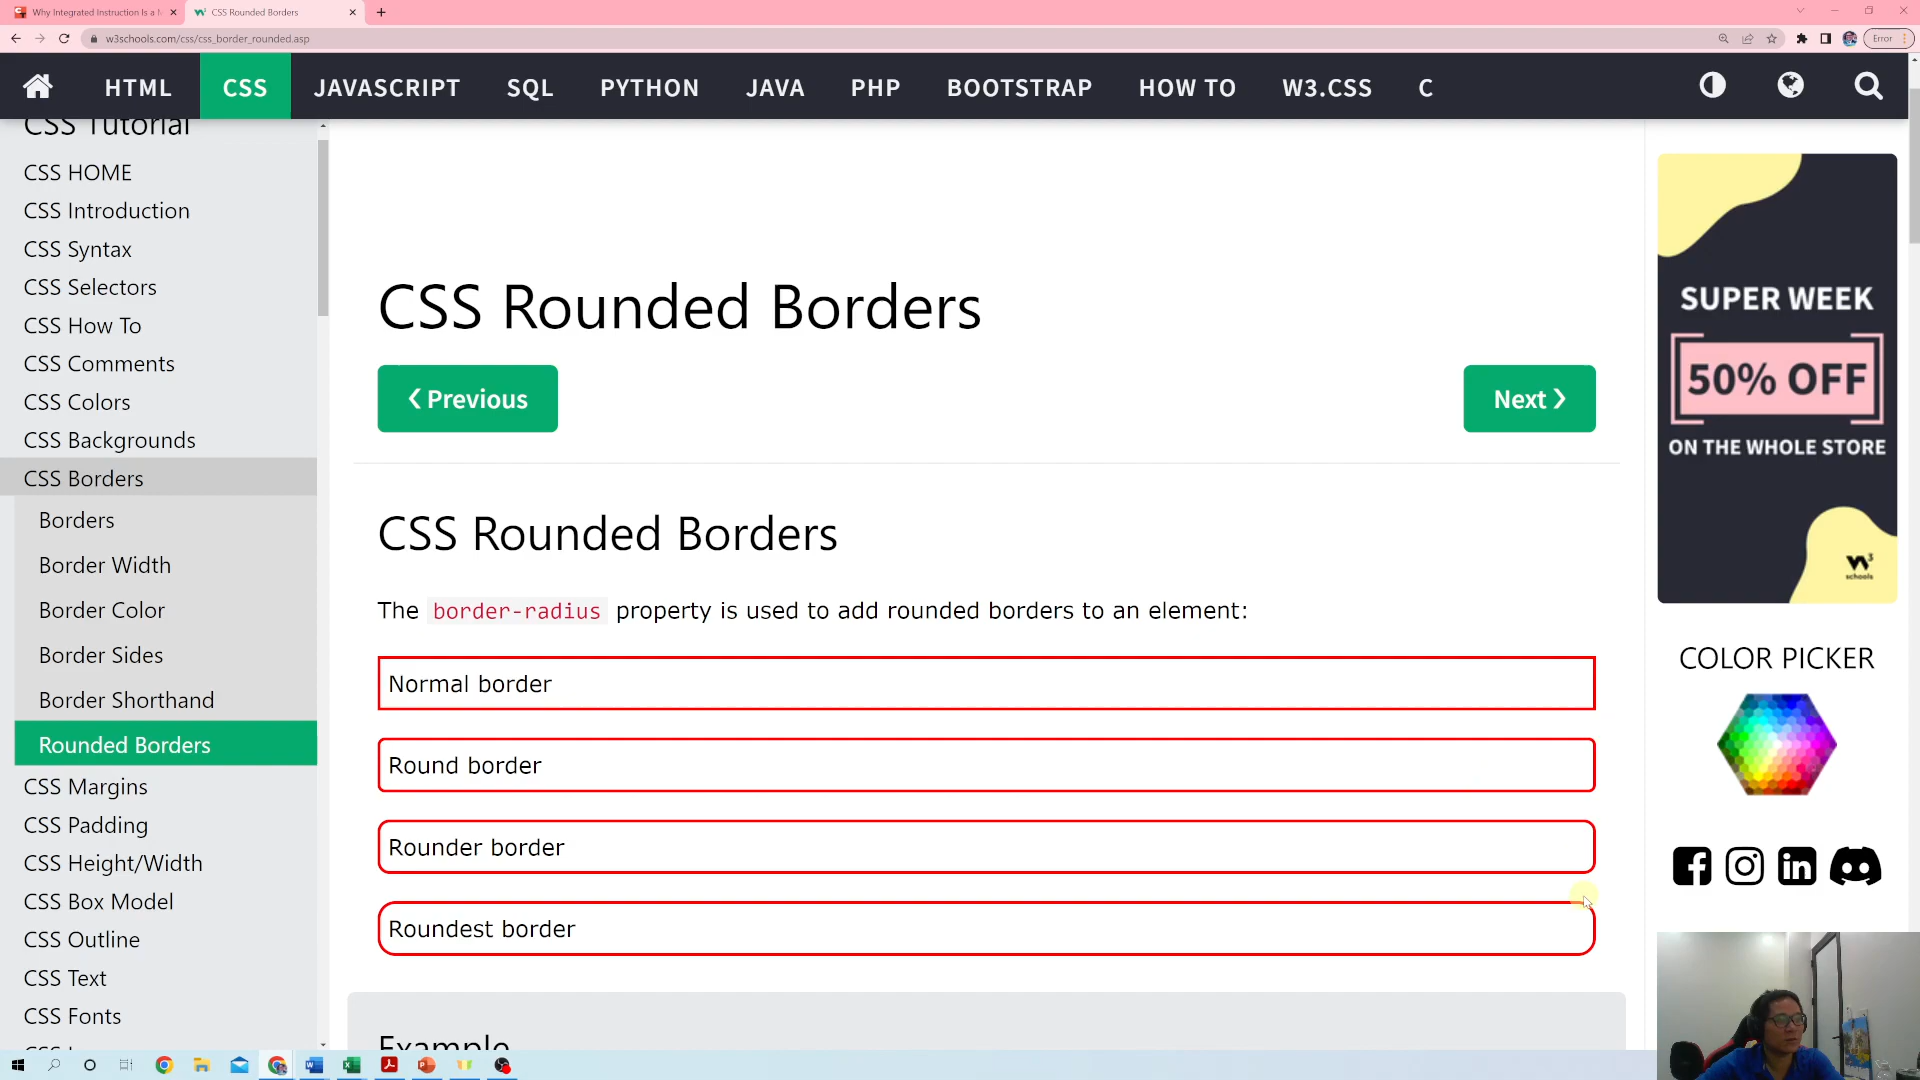 Why Integrated Instruction Is a M
CSS Rounded Borders
w3schools.com/css/css_border_rounded.asp
Error
HTML
CSS
JAVASCRIPT
SQL
PYTHON
JAVA
PHP
BOOTSTRAP
HOW TO
W3.CSS
C
CSS Tutorial
CSS HOME
CSS Introduction
CSS Syntax
CSS Selectors
CSS How To
CSS Comments
CSS Colors
CSS Backgrounds
CSS Borders
Borders
Border Width
Border Color
Border Sides
Border Shorthand
Rounded Borders
CSS Margins
CSS Padding
CSS Height/Width
CSS Box Model
CSS Outline
CSS Text
CSS Fonts
CSS Rounded Borders
❮ Previous
Next ❯
CSS Rounded Borders
The border-radius property is used to add rounded borders to an element:
Normal border
Round border
Rounder border
Roundest border
Example
SUPER WEEK
50% OFF
ON THE WHOLE STORE
W3
schools
COLOR PICKER